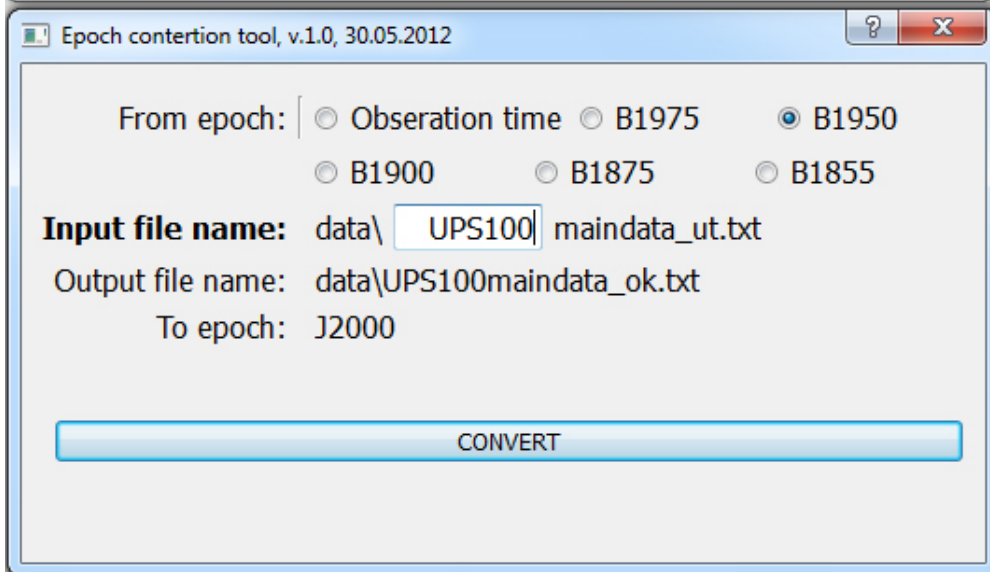 Epoch contertion tool, v.1.0, 30.05.2012
From epoch: Obseration time B1975 B1950
B1900 B1875 B1855
Input file name: data\ UPS100 maindata_ut.txt
Output file name: data\UPS100maindata_ok.txt
To epoch: J2000
CONVERT